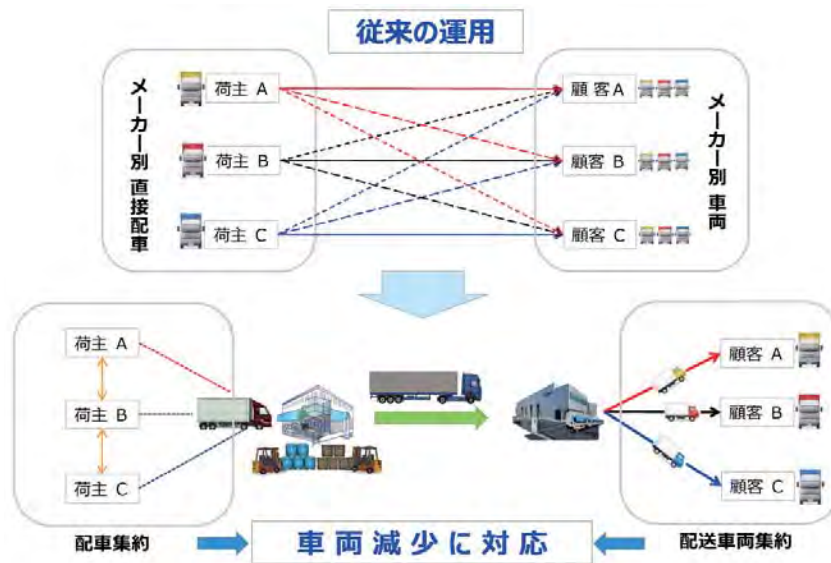 従来の運用
メーカー別 直接配車
荷主 A
荷主 B
荷主 C
顧客A
顧客 B
顧客 C
メーカー別 車両
荷主 A
荷主 B
荷主 C
顧客 A
顧客 B
顧客 C
配車集約
車両減少に対応
配送車両集約